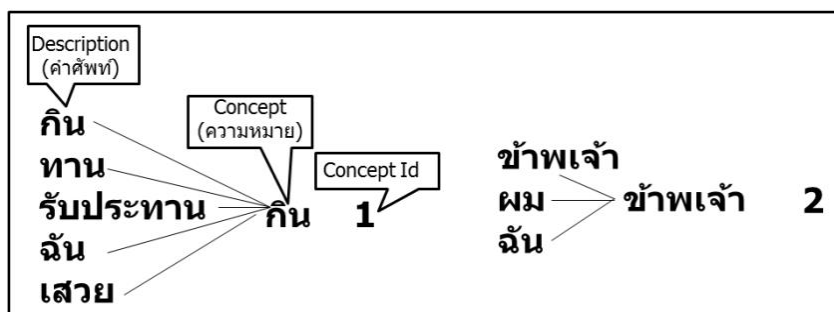 Description
(คำศัพท์)
กิน
ทาน
รับประทาน
ฉัน
เสวย
Concept
(ความหมาย)
กิน
Concept Id
1
ข้าพเจ้า
ผม
ฉัน
ข้าพเจ้า
2